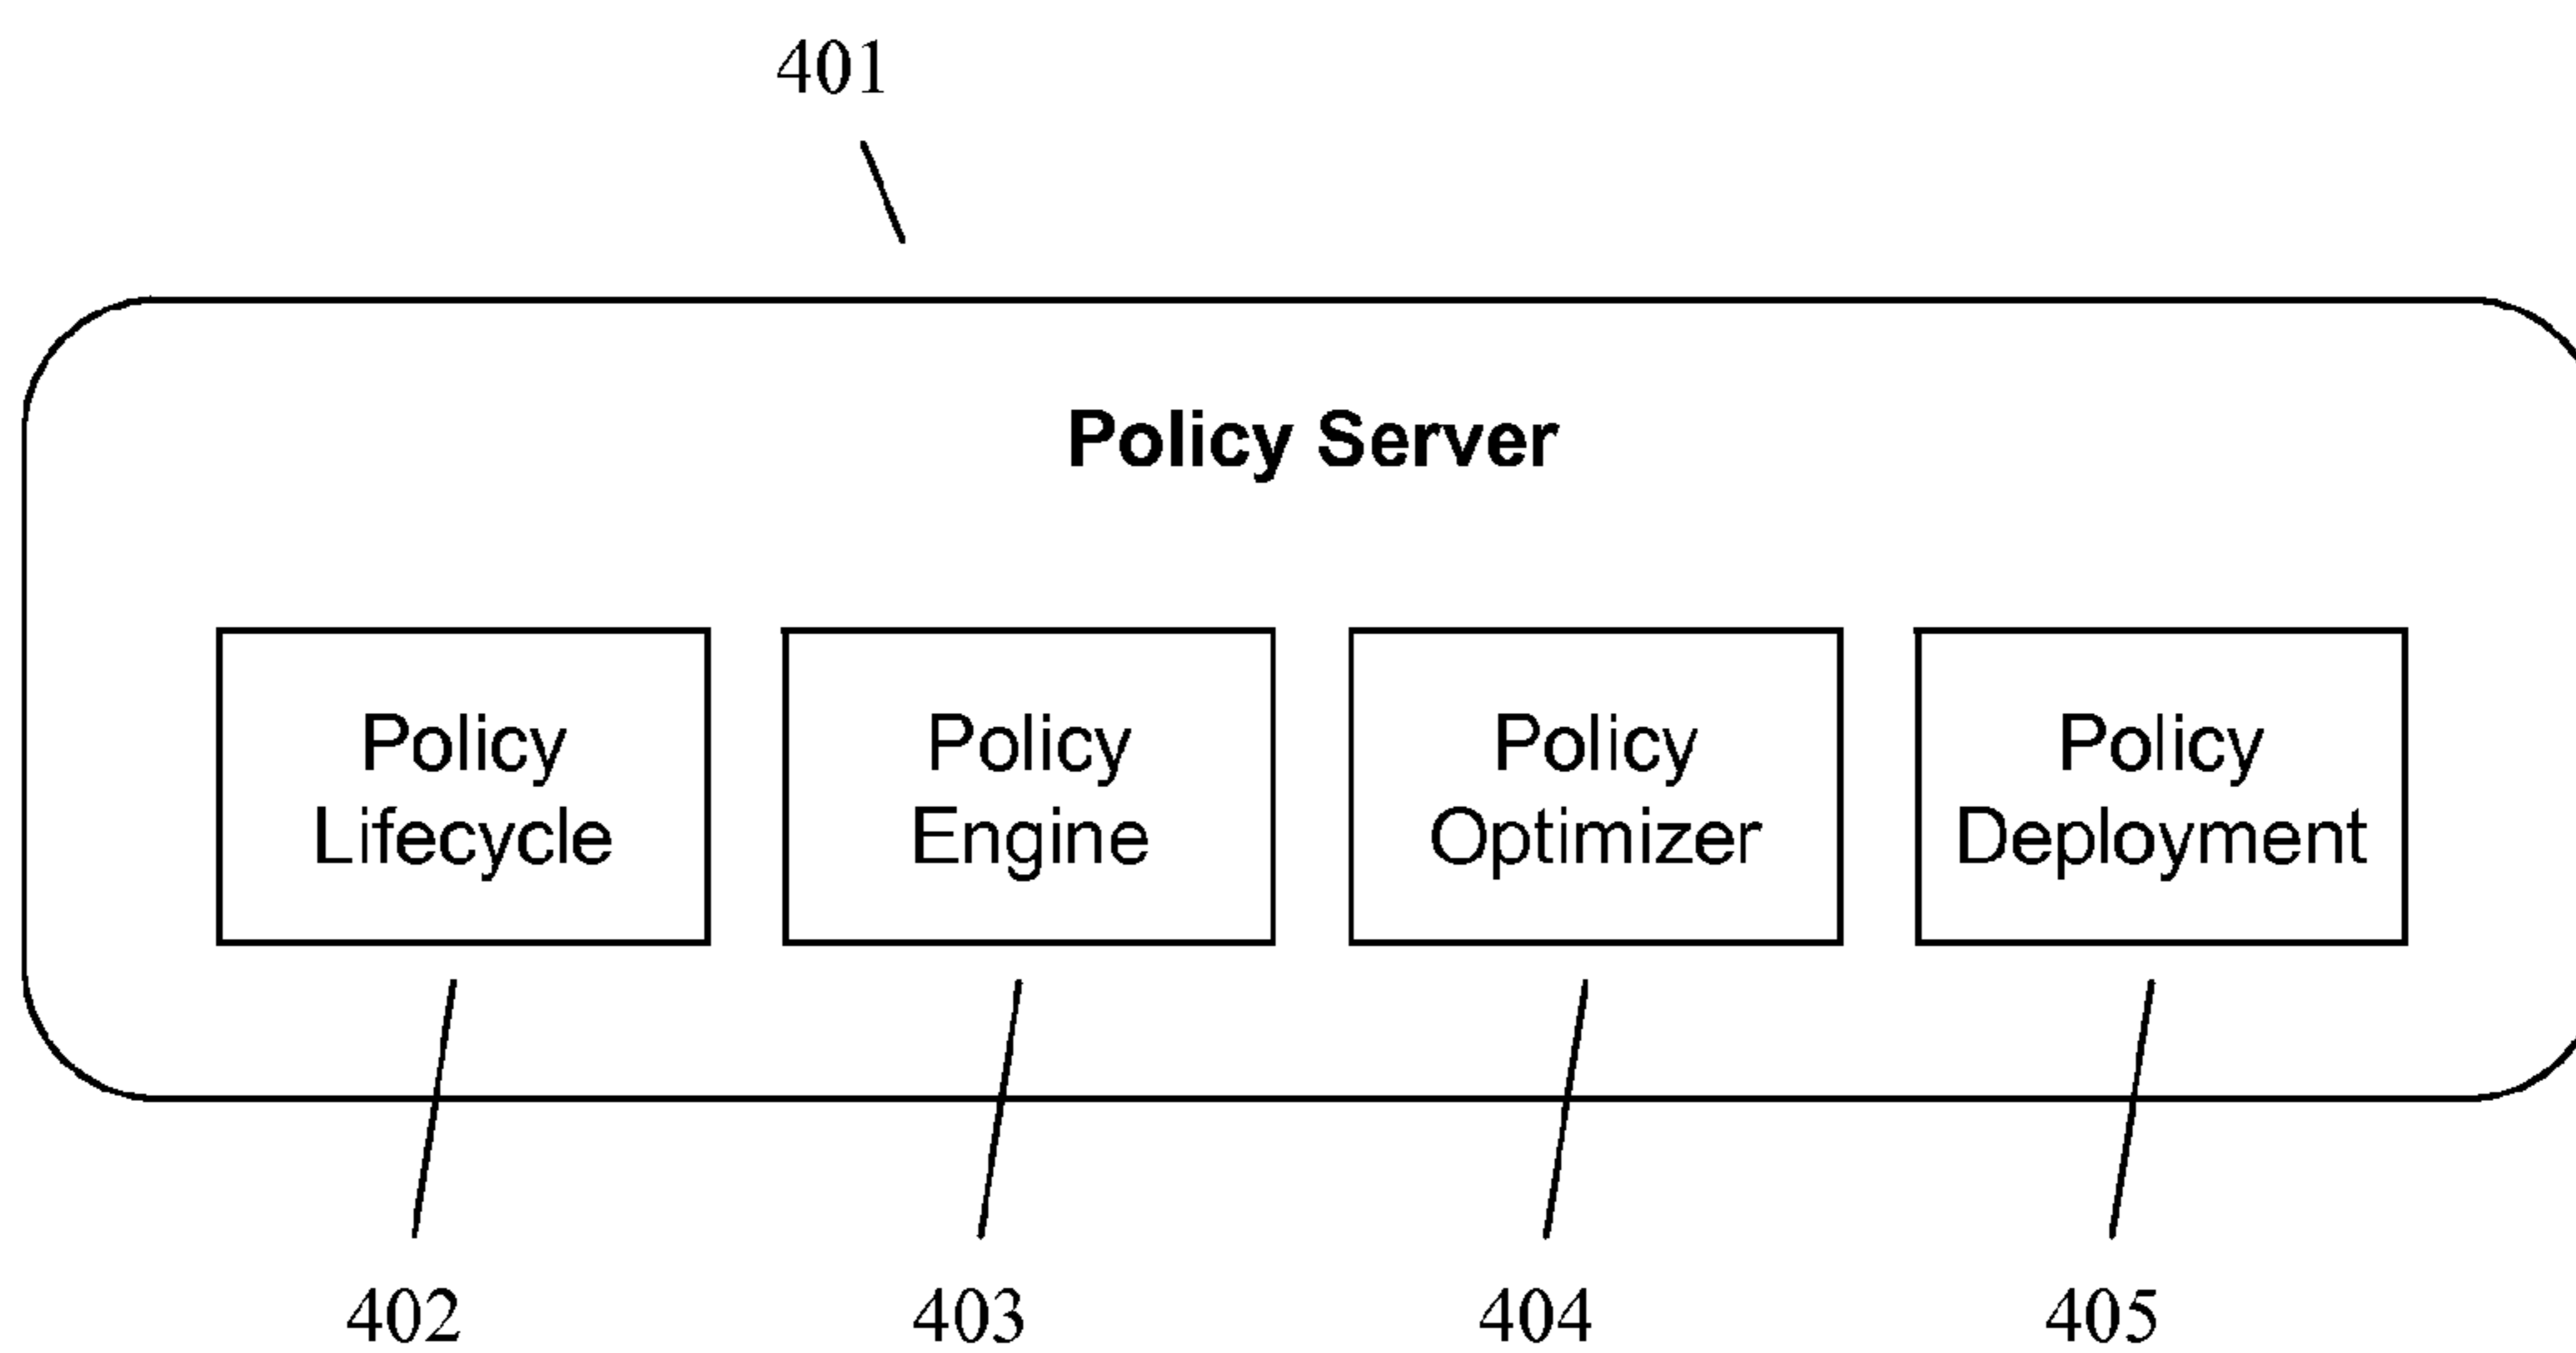 401
Policy Server
Policy
Lifecycle
Policy
Engine
Policy
Optimizer
Policy
Deployment
402
403
404
405